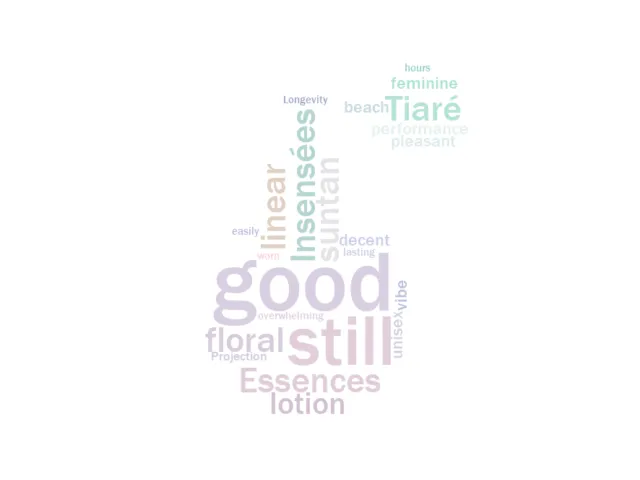 hours
feminine
beach Tiaré
Longevity
performance
pleasant
Insensées
linear
suntan
easily
decent
worn
lasting
good
vibe
overwhelming
unisex
floral
still
Projection
Essences
lotion